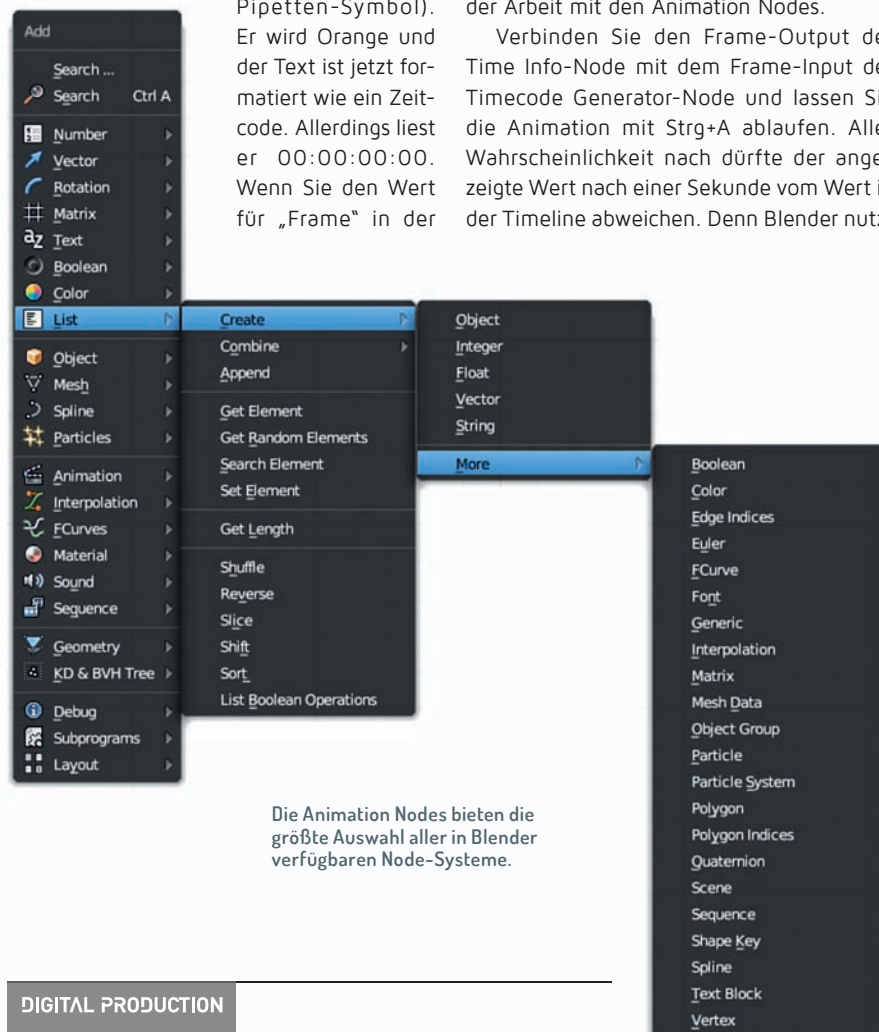 Pipetten-Symbol).
Er wird Orange und
der Text ist jetzt for-
matiert wie ein Zeit-
code. Allerdings liest
er 00:00:00:00.
Wenn Sie den Wert
für „Frame“ in der
der Arbeit mit den Animation Nodes.
Verbinden Sie den Frame-Output
Time Info-Node mit dem Frame-Input
Timecode Generator-Node und lassen
die Animation mit Strg+A ablaufen.
Wahrscheinlichkeit nach dürfte der ange-
zeigte Wert nach einer Sekunde vom Wert
der Timeline abweichen. Denn Blender
Add
Search ...
Search Ctrl A
Number
Vector
Rotation
Matrix
az Text
Boolean
Color
List
Object
Mesh
Spline
Particles
Animation
Interpolation
FCurves
Material
Sound
Sequence
Geometry
KD & BVH Tree
Debug
Subprograms
Layout
Create
Combine
Append
Get Element
Get Random Elements
Search Element
Set Element
Get Length
Shuffle
Reverse
Slice
Shift
Sort
List Boolean Operations
Object
Integer
Float
Vector
String
More
Boolean
Color
Edge Indices
Euler
FCurve
Font
Generic
Interpolation
Matrix
Mesh Data
Object Group
Particle
Particle System
Polygon
Polygon Indices
Quaternion
Scene
Sequence
Shape Key
Spline
Text Block
Vertex
Die Animation Nodes bieten die
größte Auswahl aller in Blender
verfügbaren Node-Systeme.
DIGITAL PRODUCTION